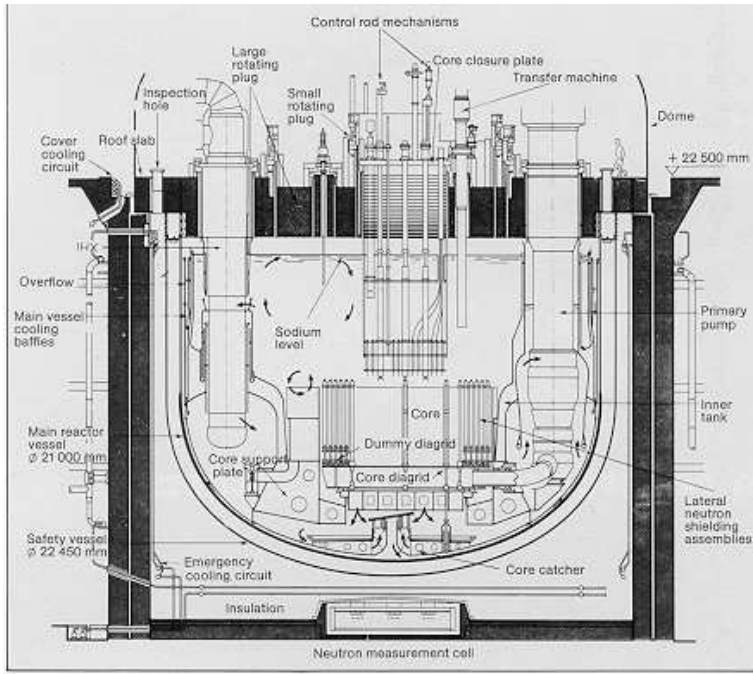 Control rod mechanisms
Large
rotating
plug
Core closure plate
Transfer machine
Inspection
hole
Small
rotating
plug
Dome
Roof slab
Cover
cooling
circuit
+ 22 500 mm
IHX
Overflow
Main vessel
cooling
baffles
Sodium
level
Primary
pump
Core
Inner
tank
Main reactor
vessel
ø 21 000 mm
Dummy diagrid
Core support
plate
Core diagrid
Lateral
neutron
shielding
assemblies
Safety vessel
ø 22 450 mm
Emergency
cooling circuit
Core catcher
Insulation
Neutron measurement cell